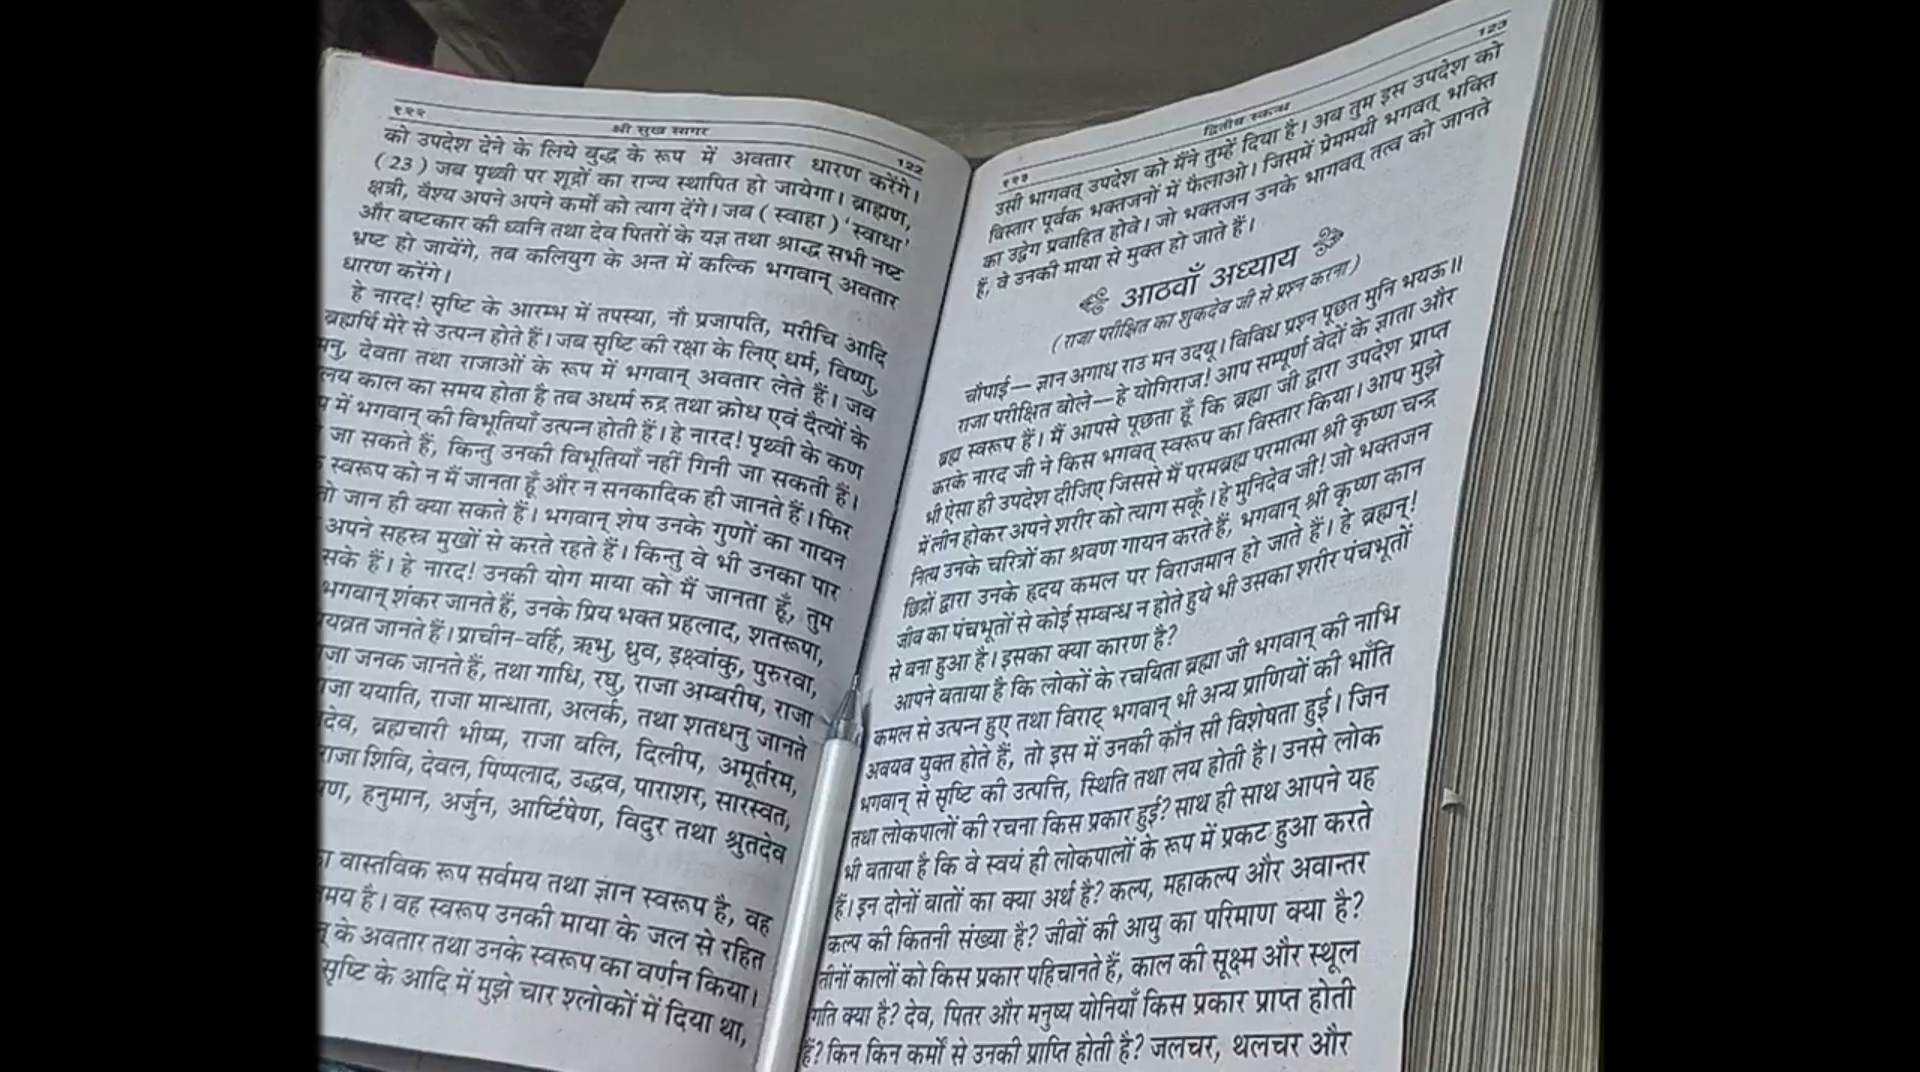 १२२
श्री सुख सागर
122
को उपदेश देने के लिये बुद्ध के रूप में अवतार धारण करेंगे।
(23) जब पृथ्वी पर शूद्रों का राज्य स्थापित हो जायेगा। ब्राह्मण,
क्षत्री, वैश्य अपने अपने कर्मों को त्याग देंगे। जब (स्वाहा) 'स्वाधा'
और बष्टकार की ध्वनि तथा देव पितरों के यज्ञ तथा श्राद्ध सभी नष्ट
भ्रष्ट हो जायेंगे, तब कलियुग के अन्त में कल्कि भगवान् अवतार
धारण करेंगे।
हे नारद! सृष्टि के आरम्भ में तपस्या, नौ प्रजापति, मरीचि आदि
ब्रह्मर्षि मेरे से उत्पन्न होते हैं। जब सृष्टि की रक्षा के लिए धर्म, विष्णु,
मनु, देवता तथा राजाओं के रूप में भगवान् अवतार लेते हैं। जब
काल का समय होता है तब अधर्म रुद्र तथा क्रोध एवं दैत्यों के
में भगवान् की विभूतियाँ उत्पन्न होती हैं। हे नारद! पृथ्वी के कण
जा सकते हैं, किन्तु उनकी विभूतियाँ नहीं गिनी जा सकती हैं।
स्वरूप को न मैं जानता हूँ और न सनकादिक ही जानते हैं। फिर
जान ही क्या सकते हैं। भगवान् शेष उनके गुणों का गायन
अपने सहस्त्र मुखों से करते रहते हैं। किन्तु वे भी उनका पार
सके हैं। हे नारद! उनकी योग माया को मैं जानता हूँ, तुम
भगवान् शंकर जानते हैं, उनके प्रिय भक्त प्रहलाद, शतरूपा,
जानते हैं। प्राचीन-वर्हि, ऋभु, ध्रुव, इक्ष्वांकु, पुरुरवा,
जनक जानते हैं, तथा गाधि, रघु, राजा अम्बरीष, राजा
ययाति, राजा मान्धाता, अलर्क, तथा शतधनु जानते
ब्रह्मचारी भीष्म, राजा बलि, दिलीप, अमूर्तरम,
शिवि, देवल, पिप्पलाद, उद्धव, पाराशर, सारस्वत,
हनुमान, अर्जुन, आर्ष्टिषेण, विदुर तथा श्रुतदेव
वास्तविक रूप सर्वमय तथा ज्ञान स्वरूप है, वह
है। वह स्वरूप उनकी माया के जल से रहित
के अवतार तथा उनके स्वरूप का वर्णन किया।
सृष्टि के आदि में मुझे चार श्लोकों में दिया था,
१२३
द्वितीय स्कन्ध
123
उसी भागवत् उपदेश को मैंने तुम्हें दिया है। अब तुम इस उपदेश को
विस्तार पूर्वक भक्तजनों में फैलाओ। जिसमें प्रेममयी भगवत् भक्ति
का उद्वेग प्रवाहित होवे। जो भक्तजन उनके भागवत् तत्व को जानते
हैं, वे उनकी माया से मुक्त हो जाते हैं।
आठवाँ अध्याय
(राजा परीक्षित का शुकदेव जी से प्रश्न करना)
चौपाई— ज्ञान अगाध राउ मन उदयू। विविध प्रश्न पूछत मुनि भयऊ॥
राजा परीक्षित बोले—हे योगिराज! आप सम्पूर्ण वेदों के ज्ञाता और
ब्रह्म स्वरूप हैं। मैं आपसे पूछता हूँ कि ब्रह्मा जी द्वारा उपदेश प्राप्त
करके नारद जी ने किस भगवत् स्वरूप का विस्तार किया। आप मुझे
भी ऐसा ही उपदेश दीजिए जिससे मैं परमब्रह्म परमात्मा श्री कृष्ण चन्द्र
में लीन होकर अपने शरीर को त्याग सकूँ। हे मुनिदेव जी! जो भक्तजन
नित्य उनके चरित्रों का श्रवण गायन करते हैं, भगवान् श्री कृष्ण कान
छिद्रों द्वारा उनके हृदय कमल पर विराजमान हो जाते हैं। हे ब्रह्मन्!
जीव का पंचभूतों से कोई सम्बन्ध न होते हुये भी उसका शरीर पंचभूतों
से बना हुआ है। इसका क्या कारण है?
आपने बताया है कि लोकों के रचयिता ब्रह्मा जी भगवान् की नाभि
कमल से उत्पन्न हुए तथा विराट् भगवान् भी अन्य प्राणियों की भाँति
अवयव युक्त होते हैं, तो इस में उनकी कौन सी विशेषता हुई। जिन
भगवान् से सृष्टि की उत्पत्ति, स्थिति तथा लय होती है। उनसे लोक
तथा लोकपालों की रचना किस प्रकार हुई? साथ ही साथ आपने यह
भी बताया है कि वे स्वयं ही लोकपालों के रूप में प्रकट हुआ करते
हैं। इन दोनों बातों का क्या अर्थ है? कल्प, महाकल्प और अवान्तर
कल्प की कितनी संख्या है? जीवों की आयु का परिमाण क्या है?
तीनों कालों को किस प्रकार पहिचानते हैं, काल की सूक्ष्म और स्थूल
गति क्या है? देव, पितर और मनुष्य योनियाँ किस प्रकार प्राप्त होती
हैं? किन किन कर्मों से उनकी प्राप्ति होती है? जलचर, थलचर और